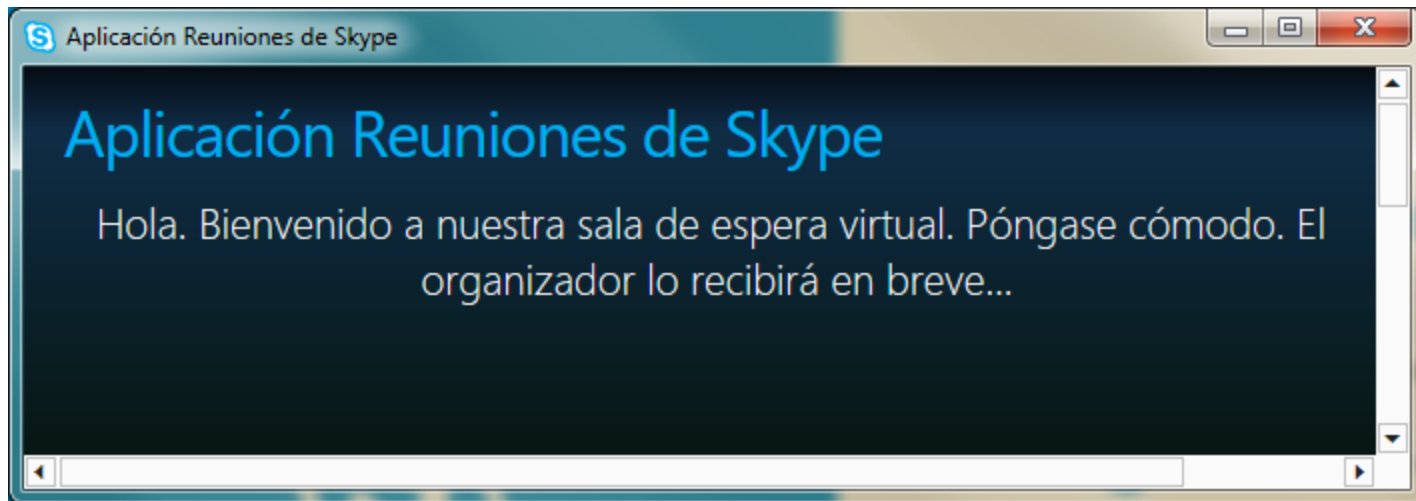 Aplicación Reuniones de Skype
Aplicación Reuniones de Skype
Hola. Bienvenido a nuestra sala de espera virtual. Póngase cómodo. El
organizador lo recibirá en breve...